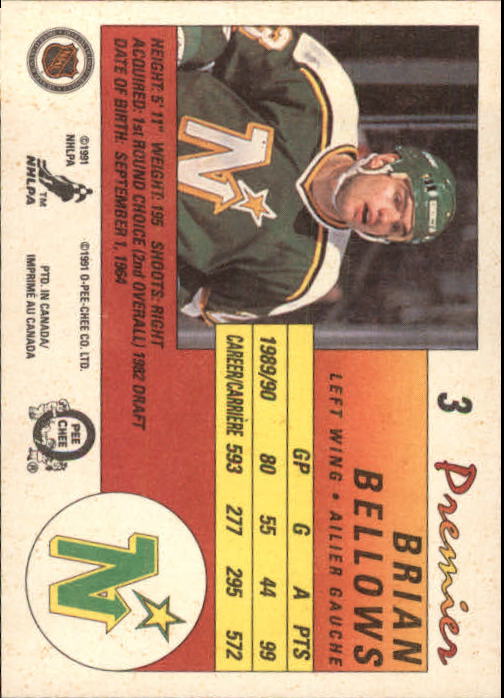 3
Premier
BRIAN
BELLOWS
LEFT WING • AILIER GAUCHE
GP G A PTS
1989/90 80 55 44 99
CAREER/CARRIÈRE 593 277 295 572
HEIGHT: 5' 11" WEIGHT: 195 SHOOTS: RIGHT
ACQUIRED: 1st ROUND CHOICE (2nd OVERALL) 1982 DRAFT
DATE OF BIRTH: SEPTEMBER 1, 1964
N
N
NHL
©1991
NHLPA
™
NHLPA
©1991 O-PEE-CHEE CO. LTD.
PTD. IN CANADA/
IMPRIMÉ AU CANADA
O
PEE
CHEE
®